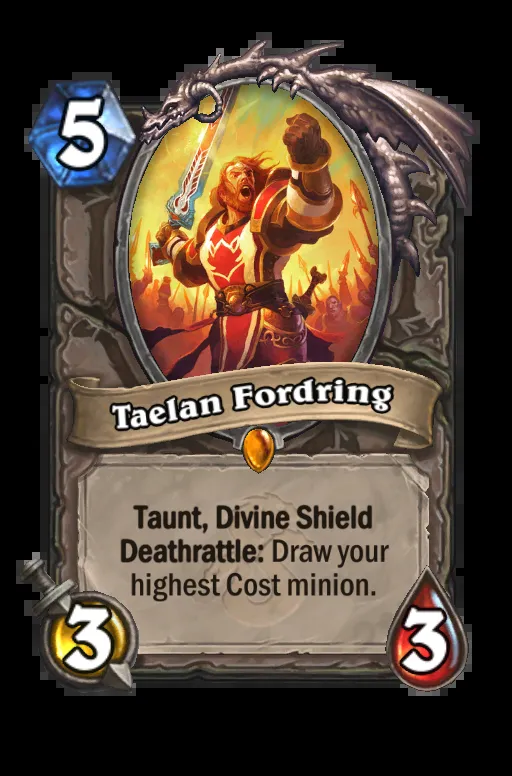 5
Taelan Fordring
Taunt, Divine Shield
Deathrattle: Draw your
highest Cost minion.
3
3